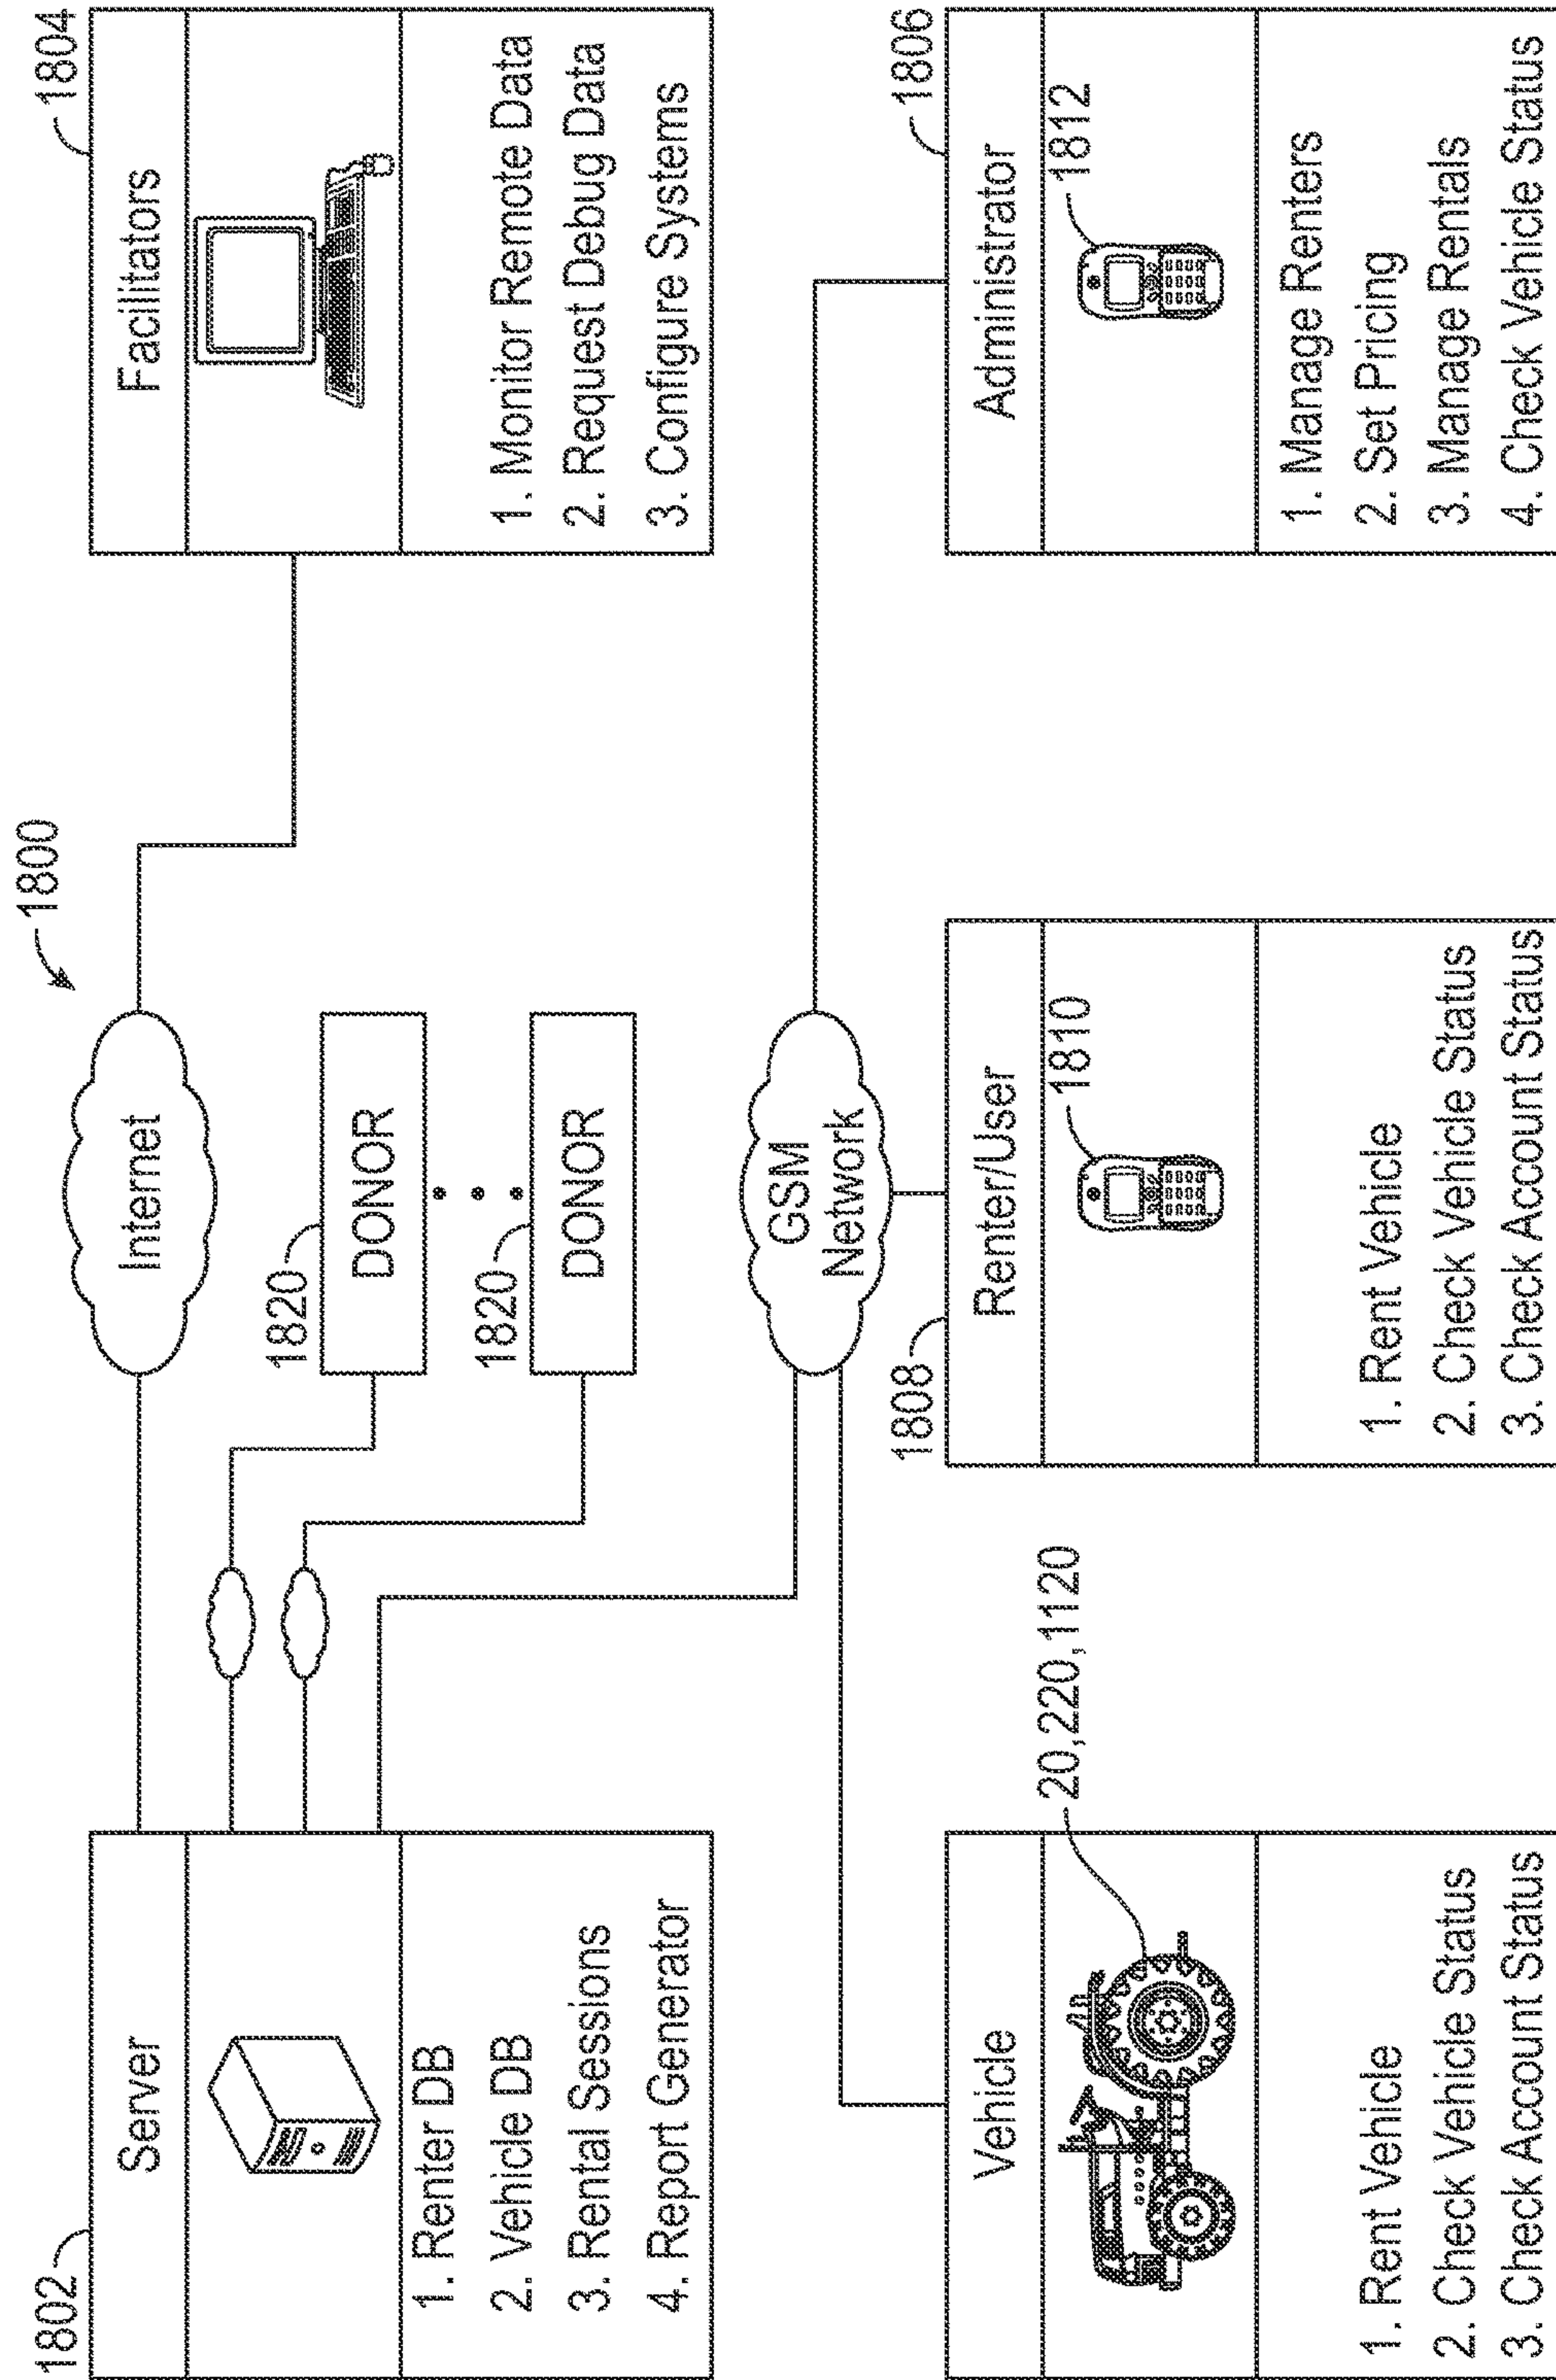 1800
1802
Server
1. Renter DB
2. Vehicle DB
3. Rental Sessions
4. Report Generator
Internet
1820
DONOR
1820
DONOR
1804
Facilitators
1. Monitor Remote Data
2. Request Debug Data
3. Configure Systems
GSM
Network
Vehicle
20,220,1120
1. Rent Vehicle
2. Check Vehicle Status
3. Check Account Status
1808
Renter/User
1810
1. Rent Vehicle
2. Check Vehicle Status
3. Check Account Status
1806
Administrator
1812
1. Manage Renters
2. Set Pricing
3. Manage Rentals
4. Check Vehicle Status